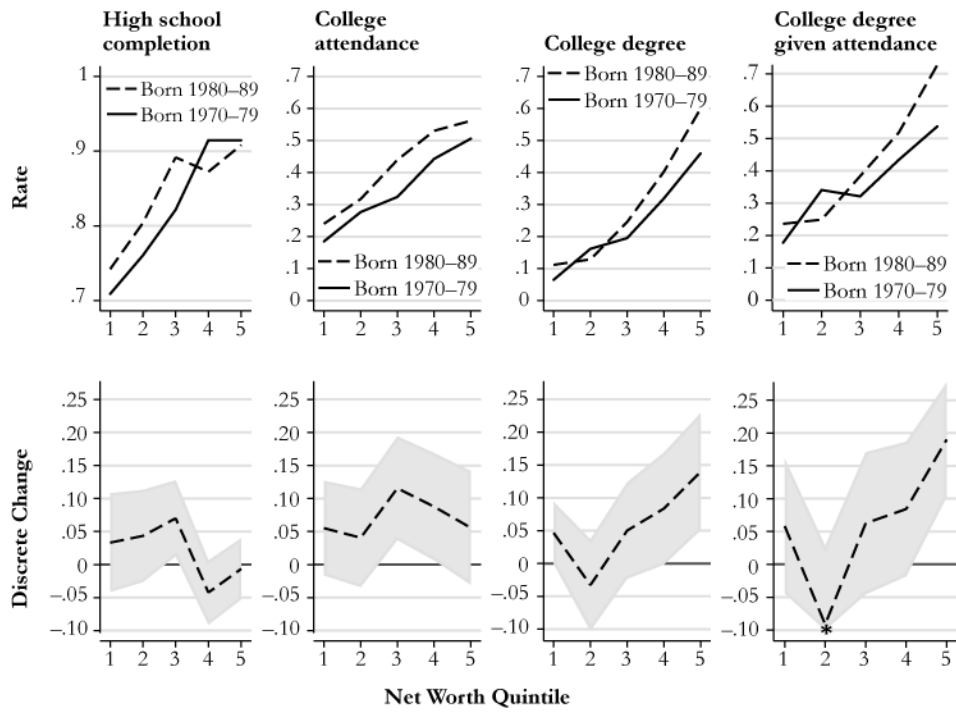 High school
completion
College
attendance
College degree
College degree
given attendance
Rate
1
.9
.8
.7
Born 1980–89
Born 1970–79
1 2 3 4 5
.7
.6
.5
.4
.3
.2
.1
0
Born 1980–89
Born 1970–79
1 2 3 4 5
.7
.6
.5
.4
.3
.2
.1
0
Born 1980–89
Born 1970–79
1 2 3 4 5
.7
.6
.5
.4
.3
.2
.1
0
Born 1980–89
Born 1970–79
1 2 3 4 5
Discrete Change
.25
.20
.15
.10
.05
0
–.05
–.10
1 2 3 4 5
.25
.20
.15
.10
.05
0
–.05
–.10
1 2 3 4 5
.25
.20
.15
.10
.05
0
–.05
–.10
1 2 3 4 5
.25
.20
.15
.10
.05
0
–.05
–.10
*
1 2 3 4 5
Net Worth Quintile